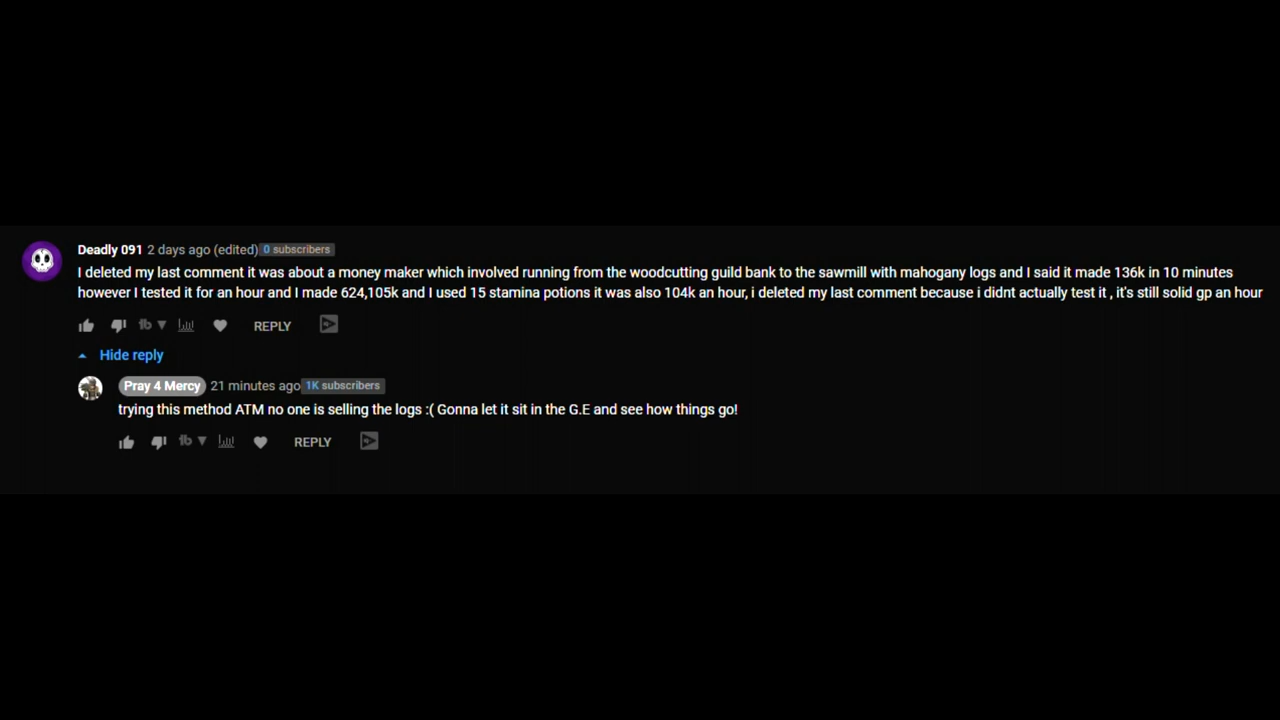 Deadly 091 2 days ago (edited) 0 subscribers
I deleted my last comment it was about a money maker which involved running from the woodcutting guild bank to the sawmill with mahogany logs and I said it made 136k in 10 minutes
however I tested it for an hour and I made 624,105k and I used 15 stamina potions it was also 104k an hour, i deleted my last comment because i didnt actually test it , it's still solid gp an hour
tb REPLY
Hide reply
Pray 4 Mercy 21 minutes ago 1K subscribers
trying this method ATM no one is selling the logs :( Gonna let it sit in the G.E and see how things go!
tb REPLY